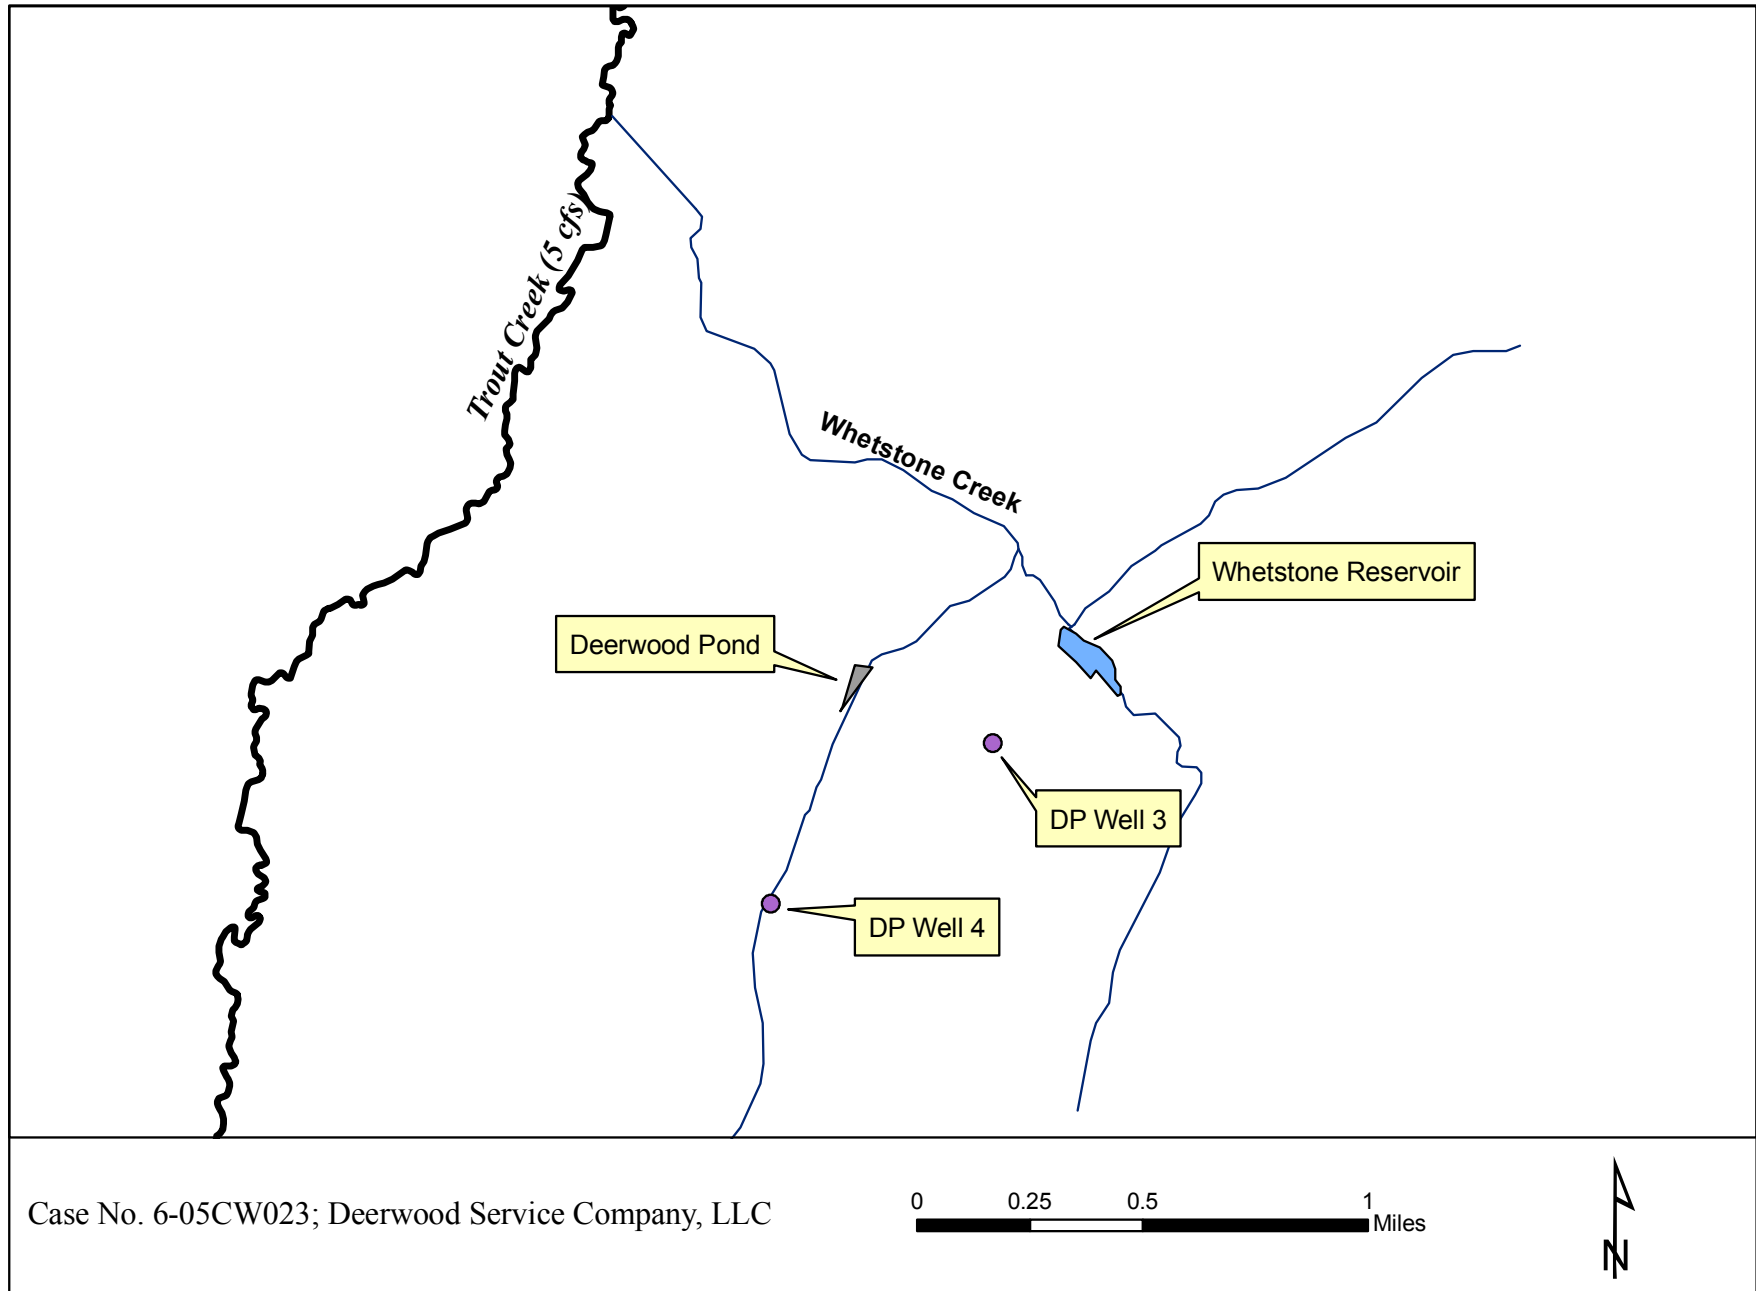 Trout Creek (5 cfs)
Whetstone Creek
Whetstone Reservoir
Deerwood Pond
DP Well 3
DP Well 4
Case No. 6-05CW023; Deerwood Service Company, LLC
0 0.25 0.5 1
Miles
N